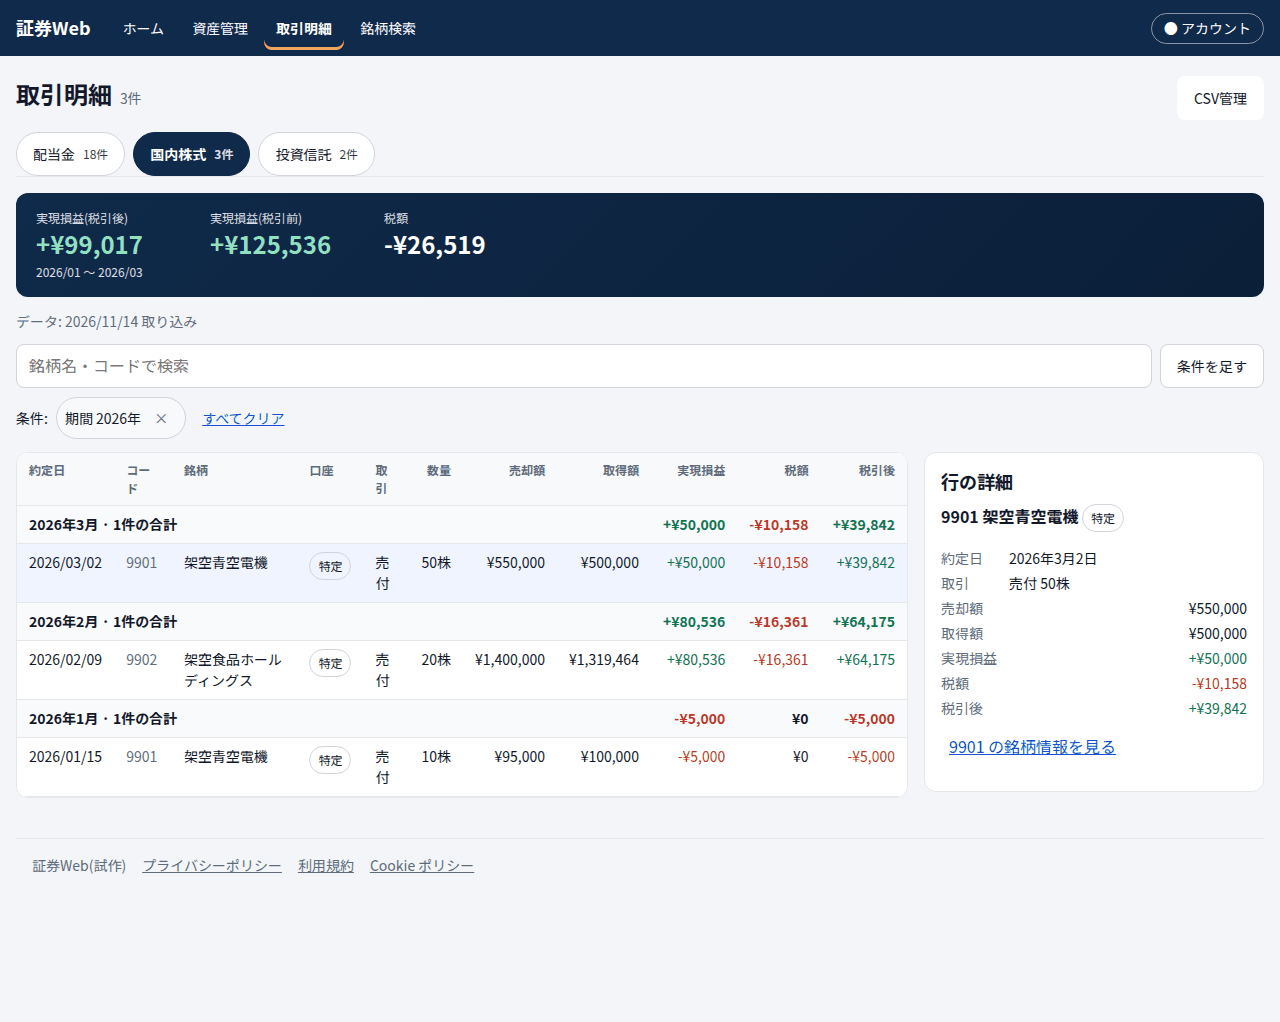 証券Web ホーム 資産管理 取引明細 銘柄検索 アカウント
取引明細 3件 CSV管理
配当金 18件 国内株式 3件 投資信託 2件
実現損益(税引後) 実現損益(税引前) 税額
+¥99,017 +¥125,536 -¥26,519
2026/01 〜 2026/03
データ: 2026/11/14 取り込み
銘柄名・コードで検索 条件を足す
条件: 期間 2026年 × すべてクリア
約定日 コード 銘柄 口座 取引 数量 売却額 取得額 実現損益 税額 税引後
2026年3月・1件の合計 +¥50,000 -¥10,158 +¥39,842
2026/03/02 9901 架空青空電機 特定 売付 50株 ¥550,000 ¥500,000 +¥50,000 -¥10,158 +¥39,842
2026年2月・1件の合計 +¥80,536 -¥16,361 +¥64,175
2026/02/09 9902 架空食品ホールディングス 特定 売付 20株 ¥1,400,000 ¥1,319,464 +¥80,536 -¥16,361 +¥64,175
2026年1月・1件の合計 -¥5,000 ¥0 -¥5,000
2026/01/15 9901 架空青空電機 特定 売付 10株 ¥95,000 ¥100,000 -¥5,000 ¥0 -¥5,000
行の詳細
9901 架空青空電機 特定
約定日 2026年3月2日
取引 売付 50株
売却額 ¥550,000
取得額 ¥500,000
実現損益 +¥50,000
税額 -¥10,158
税引後 +¥39,842
9901 の銘柄情報を見る
証券Web(試作) プライバシーポリシー 利用規約 Cookie ポリシー